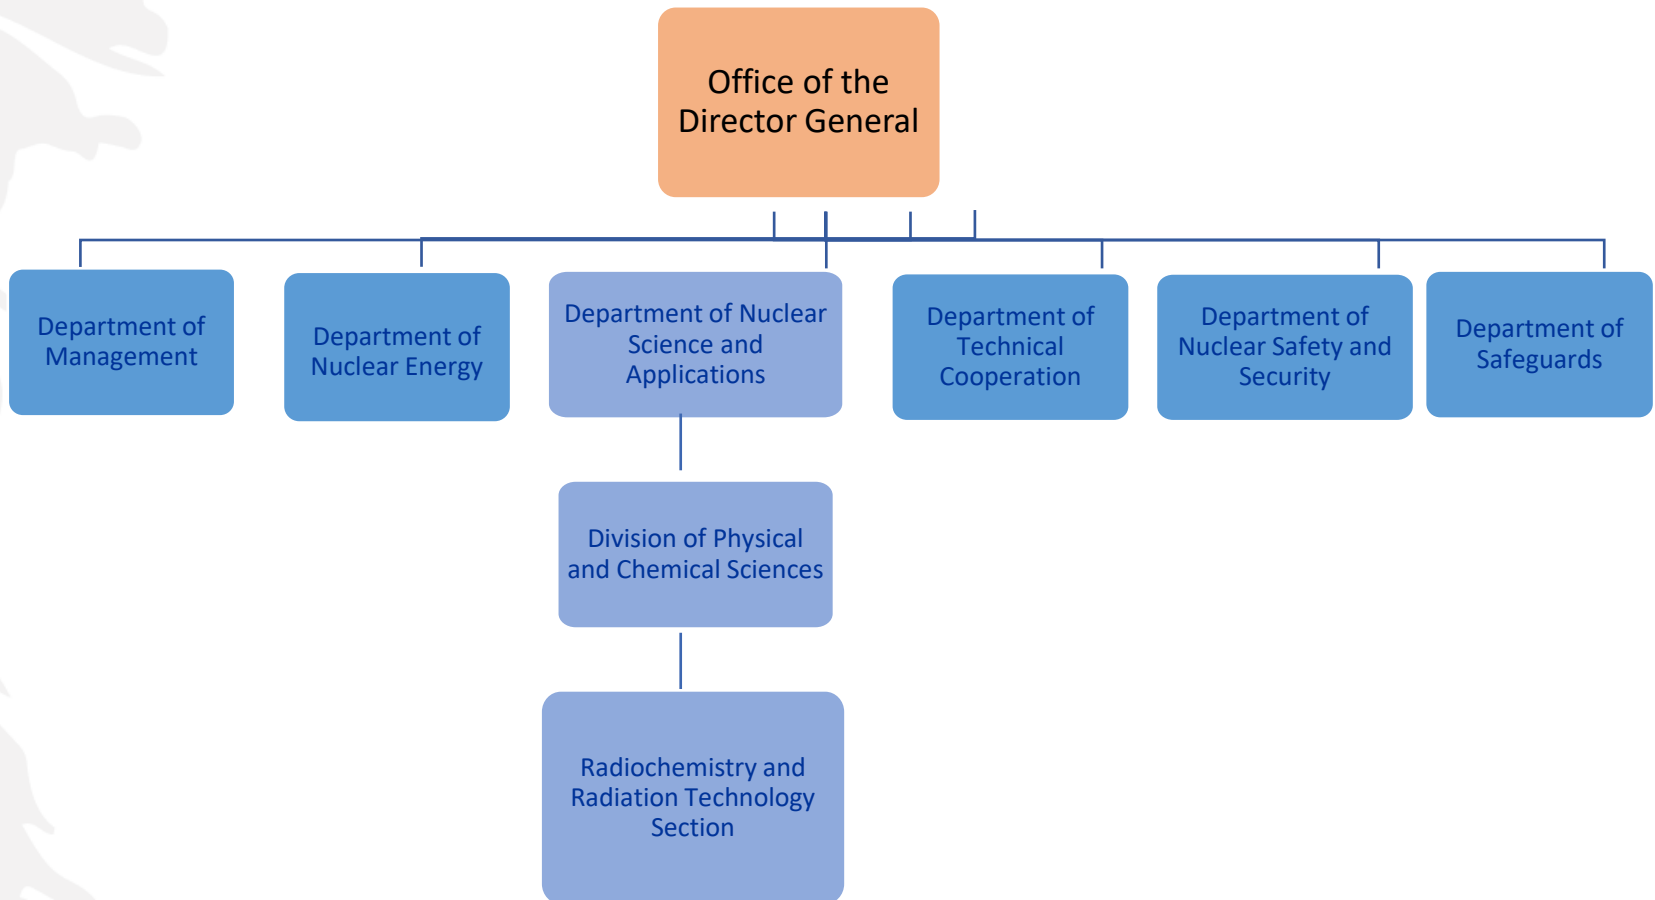 Office of the
Director General
Department of
Management
Department of
Nuclear Energy
Department of Nuclear
Science and
Applications
Department of
Technical
Cooperation
Department of
Nuclear Safety and
Security
Department of
Safeguards
Division of Physical
and Chemical Sciences
Radiochemistry and
Radiation Technology
Section